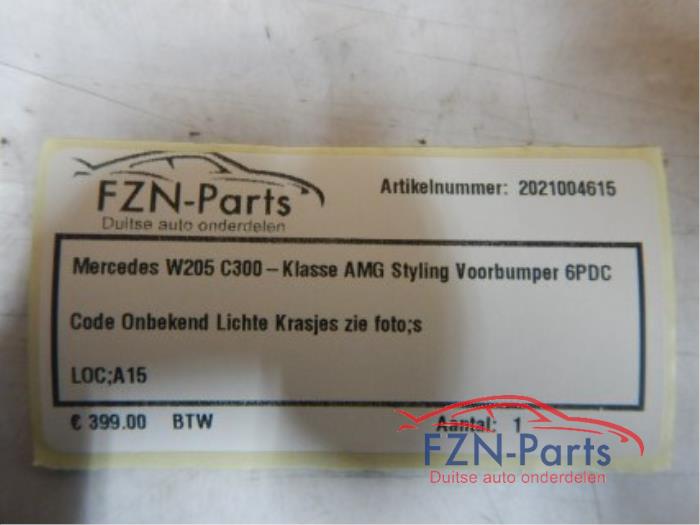 FZN-Parts
Duitse auto onderdelen
Artikelnummer: 2021004615
Mercedes W205 C300 – Klasse AMG Styling Voorbumper 6PDC
Code Onbekend Lichte Krasjes zie foto;s
LOC;A15
€ 399.00 BTW
Aantal: 1
FZN-Parts
Duitse auto onderdelen